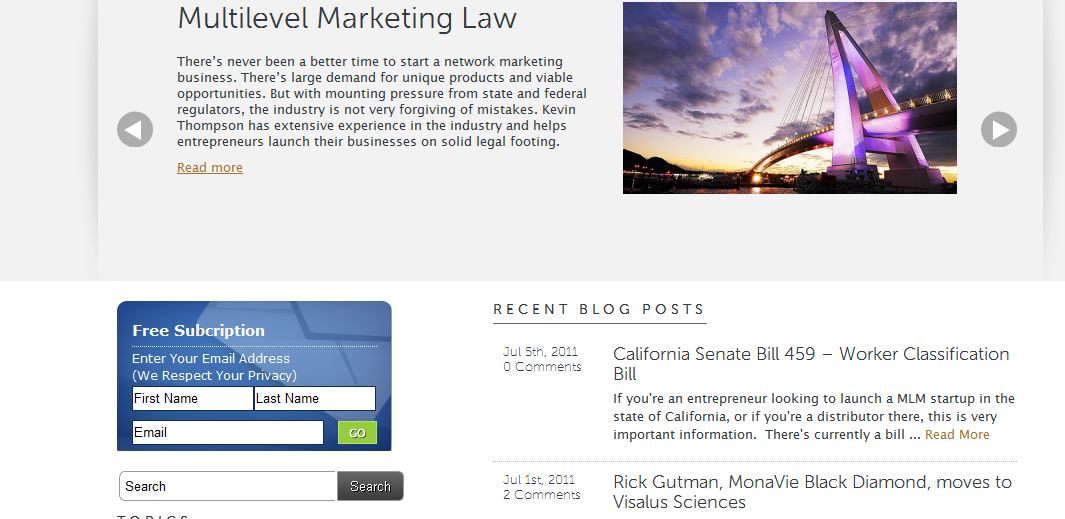 Multilevel Marketing Law
There's never been a better time to start a network marketing
business. There's large demand for unique products and viable
opportunities. But with mounting pressure from state and federal
regulators, the industry is not very forgiving of mistakes. Kevin
Thompson has extensive experience in the industry and helps
entrepreneurs launch their businesses on solid legal footing.
Read more
Free Subcription
Enter Your Email Address
(We Respect Your Privacy)
First Name
Last Name
Email
GO
Search
Search
TOPICS
RECENT BLOG POSTS
Jul 5th, 2011
0 Comments
California Senate Bill 459 – Worker Classification
Bill
If you're an entrepreneur looking to launch a MLM startup in the
state of California, or if you're a distributor there, this is very
important information.  There's currently a bill ... Read More
Jul 1st, 2011
2 Comments
Rick Gutman, MonaVie Black Diamond, moves to
Visalus Sciences